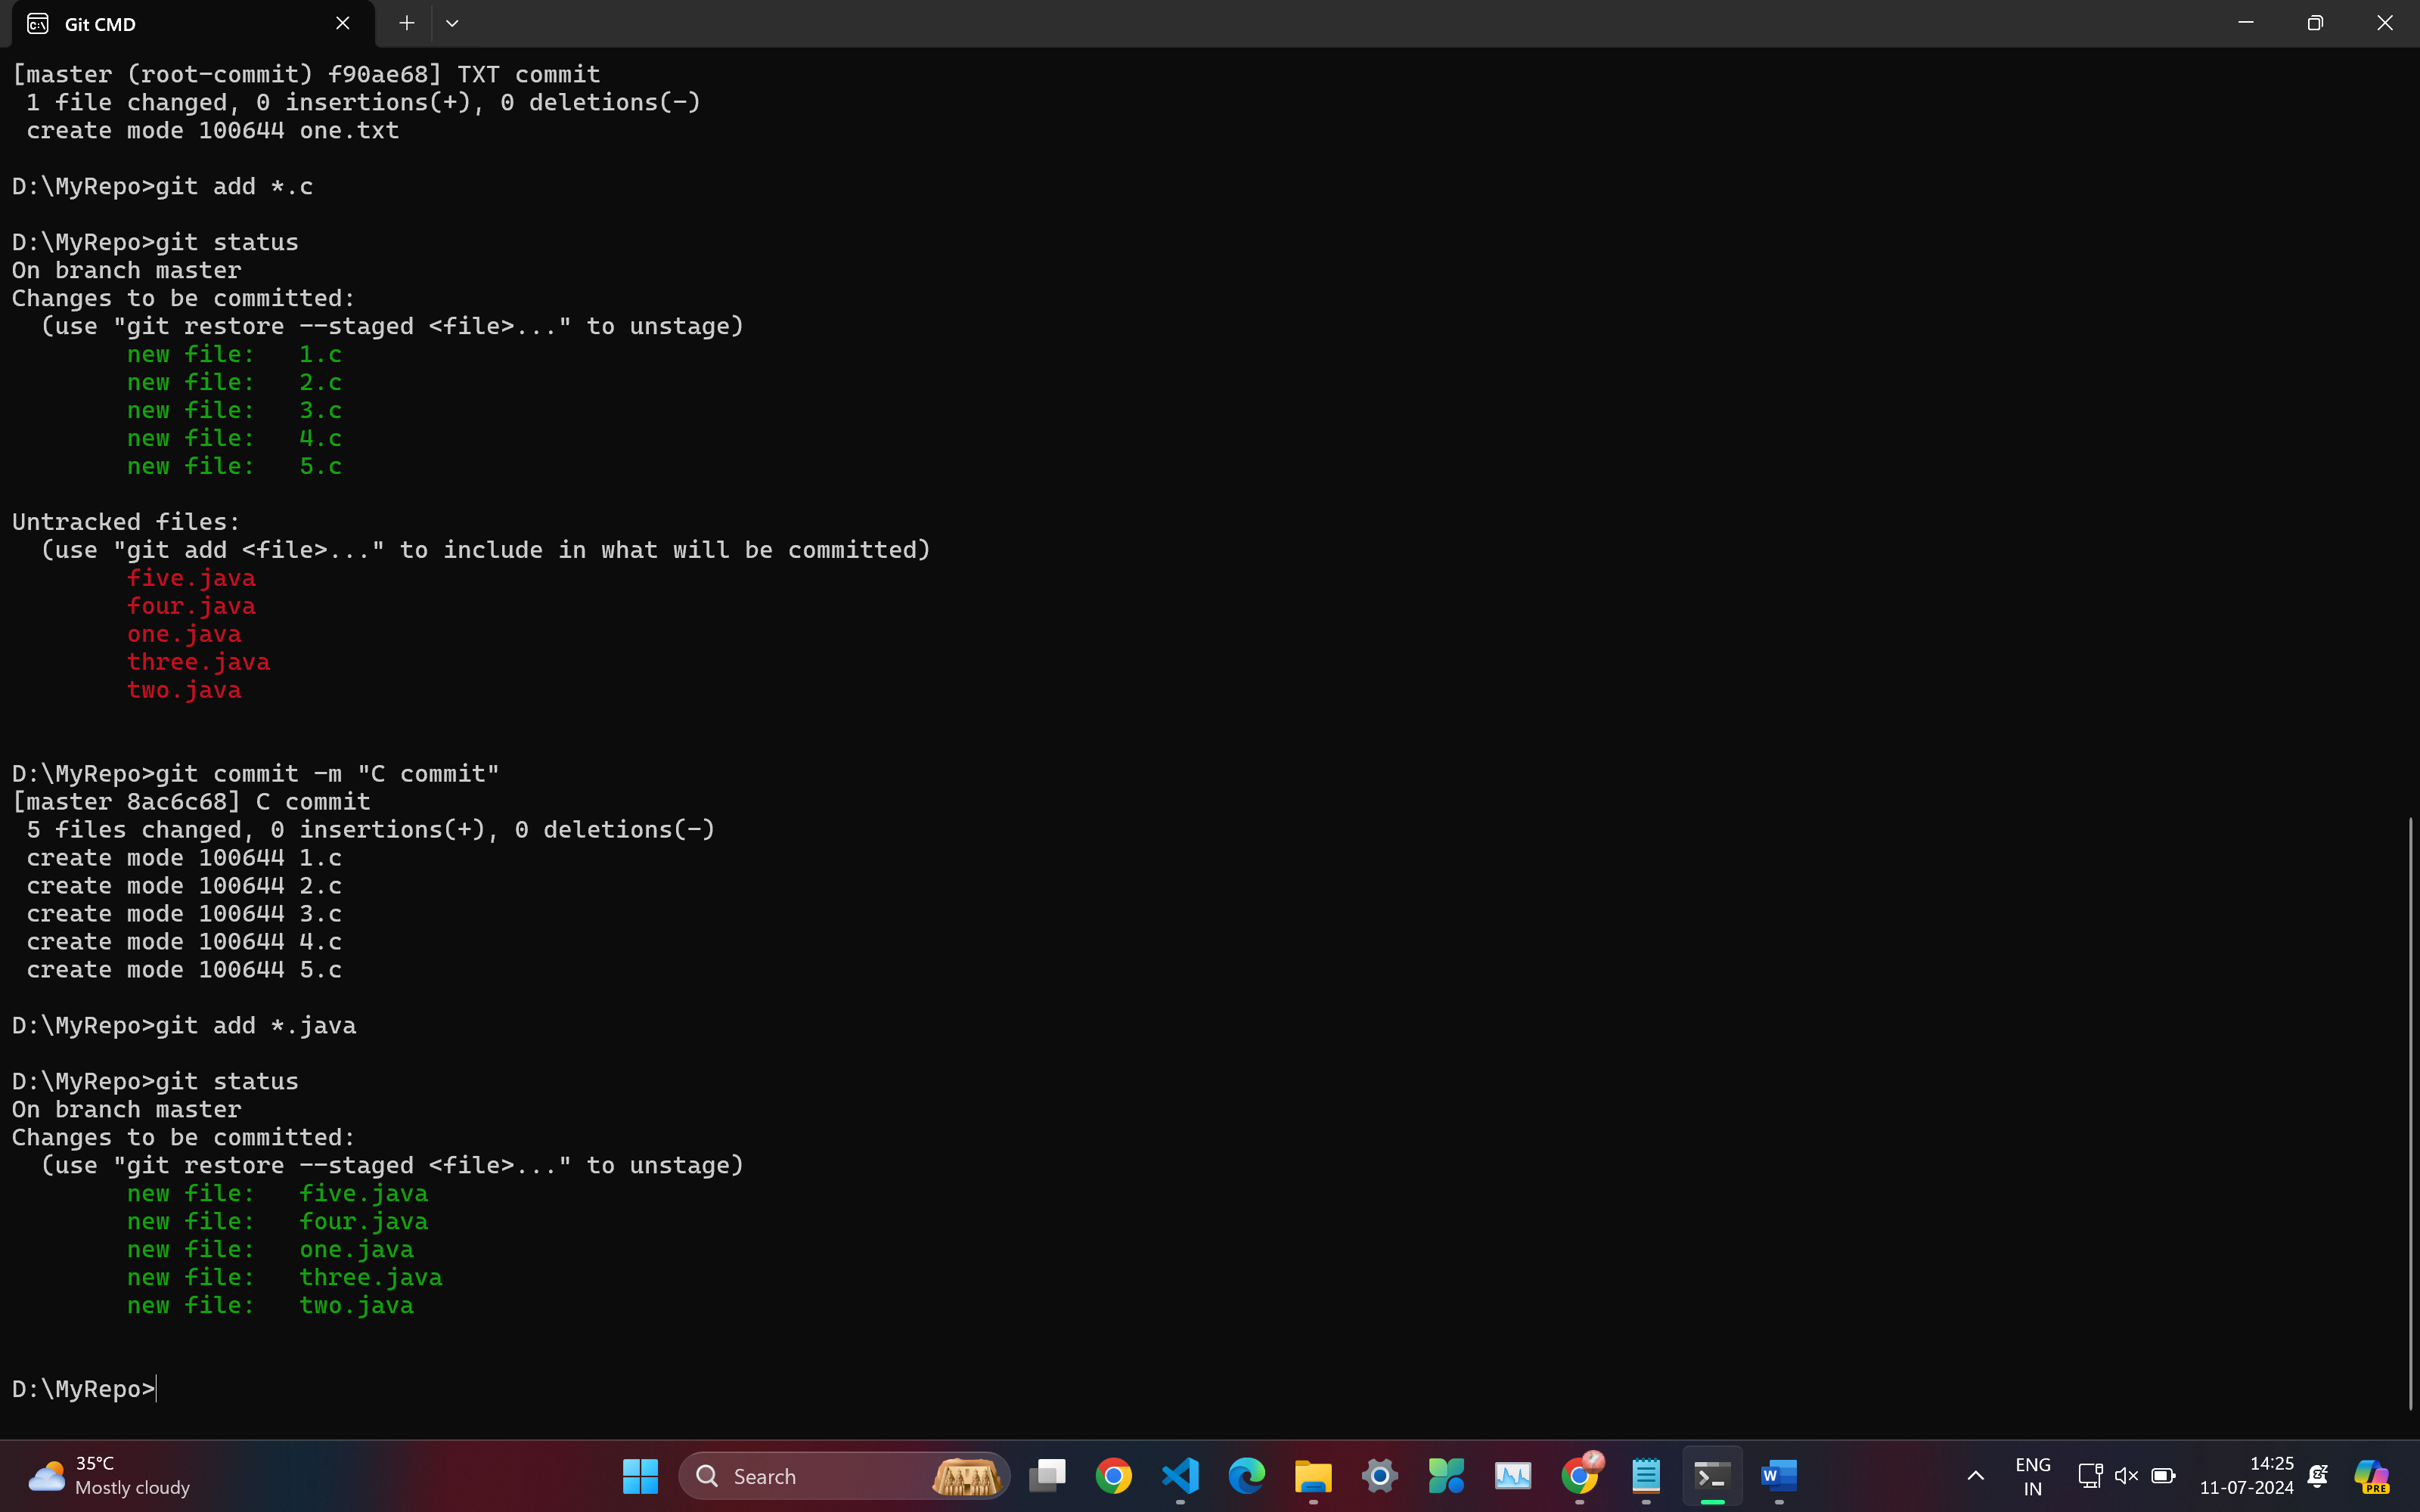 Git CMD
[master (root-commit) f90ae68] TXT commit
 1 file changed, 0 insertions(+), 0 deletions(-)
 create mode 100644 one.txt
D:\MyRepo>git add *.c
D:\MyRepo>git status
On branch master
Changes to be committed:
  (use "git restore --staged <file>..." to unstage)
        new file:   1.c
        new file:   2.c
        new file:   3.c
        new file:   4.c
        new file:   5.c
Untracked files:
  (use "git add <file>..." to include in what will be committed)
        five.java
        four.java
        one.java
        three.java
        two.java
D:\MyRepo>git commit -m "C commit"
[master 8ac6c68] C commit
 5 files changed, 0 insertions(+), 0 deletions(-)
 create mode 100644 1.c
 create mode 100644 2.c
 create mode 100644 3.c
 create mode 100644 4.c
 create mode 100644 5.c
D:\MyRepo>git add *.java
D:\MyRepo>git status
On branch master
Changes to be committed:
  (use "git restore --staged <file>..." to unstage)
        new file:   five.java
        new file:   four.java
        new file:   one.java
        new file:   three.java
        new file:   two.java
D:\MyRepo>
35°C
Mostly cloudy
Search
ENG
IN
14:25
11-07-2024
PRE